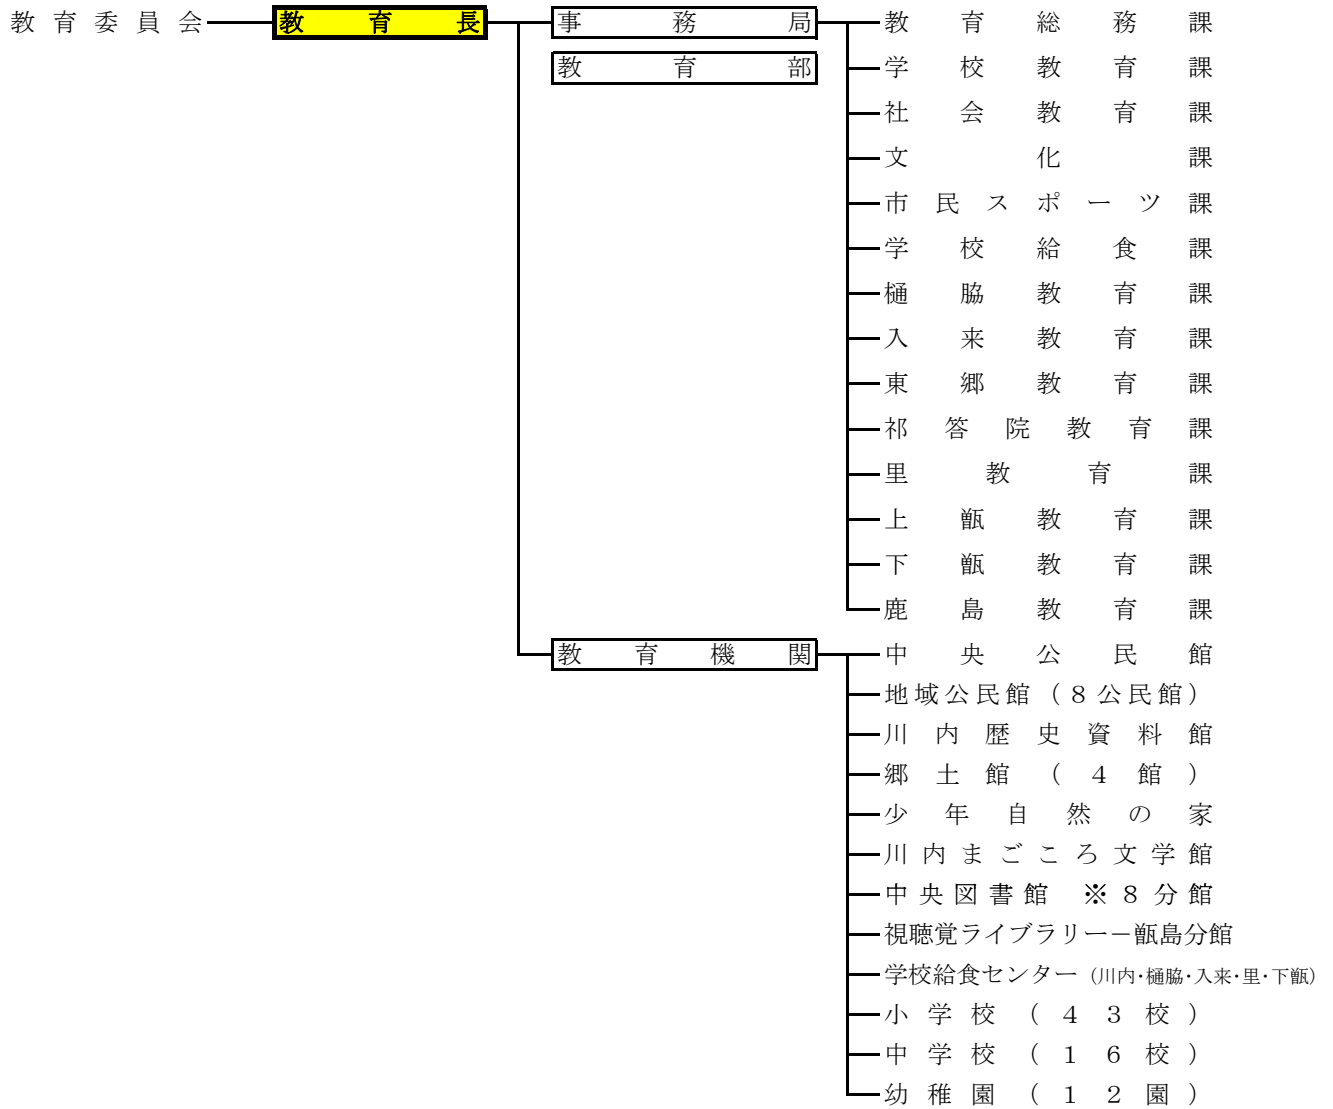 教育委員会 教育長 事務局 教育総務課
教育部 学校教育課
社会教育課
文化課
市民スポーツ課
学校給食課
樋脇教育課
入来教育課
東郷教育課
祁答院教育課
里教育課
上甑教育課
下甑教育課
鹿島教育課
教育機関 中央公民館
地域公民館（８公民館）
川内歴史資料館
郷土館（４館）
少年自然の家
川内まごころ文学館
中央図書館 ※８分館
視聴覚ライブラリー－甑島分館
学校給食センター（川内・樋脇・入来・里・下甑）
小学校（４３校）
中学校（１６校）
幼稚園（１２園）